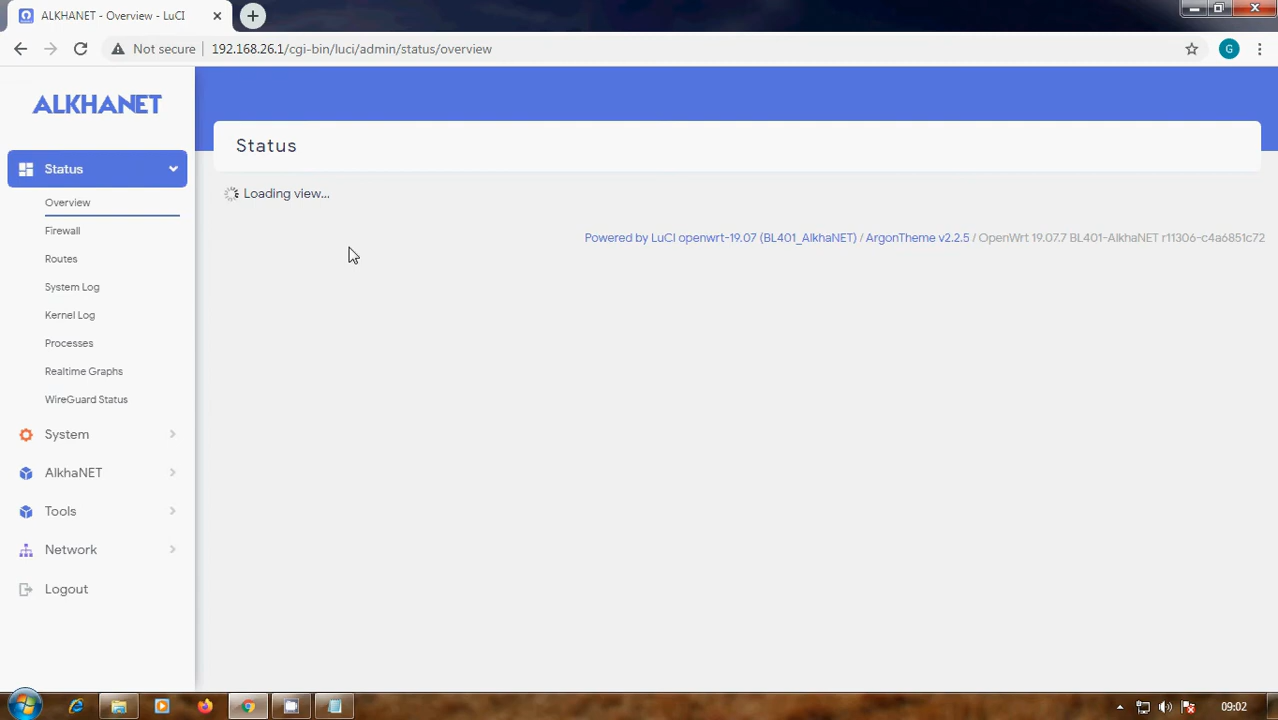 ALKHANET - Overview - LuCI
Not secure
192.168.26.1/cgi-bin/luci/admin/status/overview
G
ALKHANET
Status
Overview
Firewall
Routes
System Log
Kernel Log
Processes
Realtime Graphs
WireGuard Status
System
AlkhaNET
Tools
Network
Logout
Status
Loading view...
Powered by LuCI openwrt-19.07 (BL401_AlkhaNET) / ArgonTheme v2.2.5 / OpenWrt 19.07.7 BL401-AlkhaNET r11306-c4a6851c72
09:02